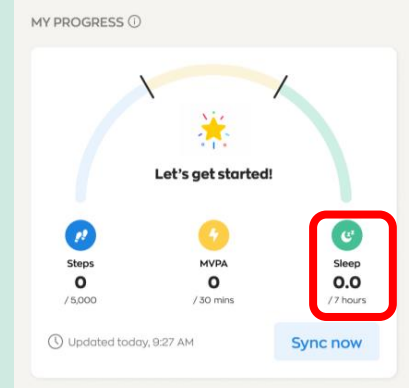 MY PROGRESS
Let's get started!
Steps MVPA Sleep
0 0 0.0
/ 5,000 / 30 mins / 7 hours
Updated today, 9:27 AM Sync now